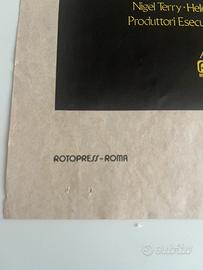 Nigel Terry · Hel
Produttori Esecu
ROTOPRESS-ROMA
subito